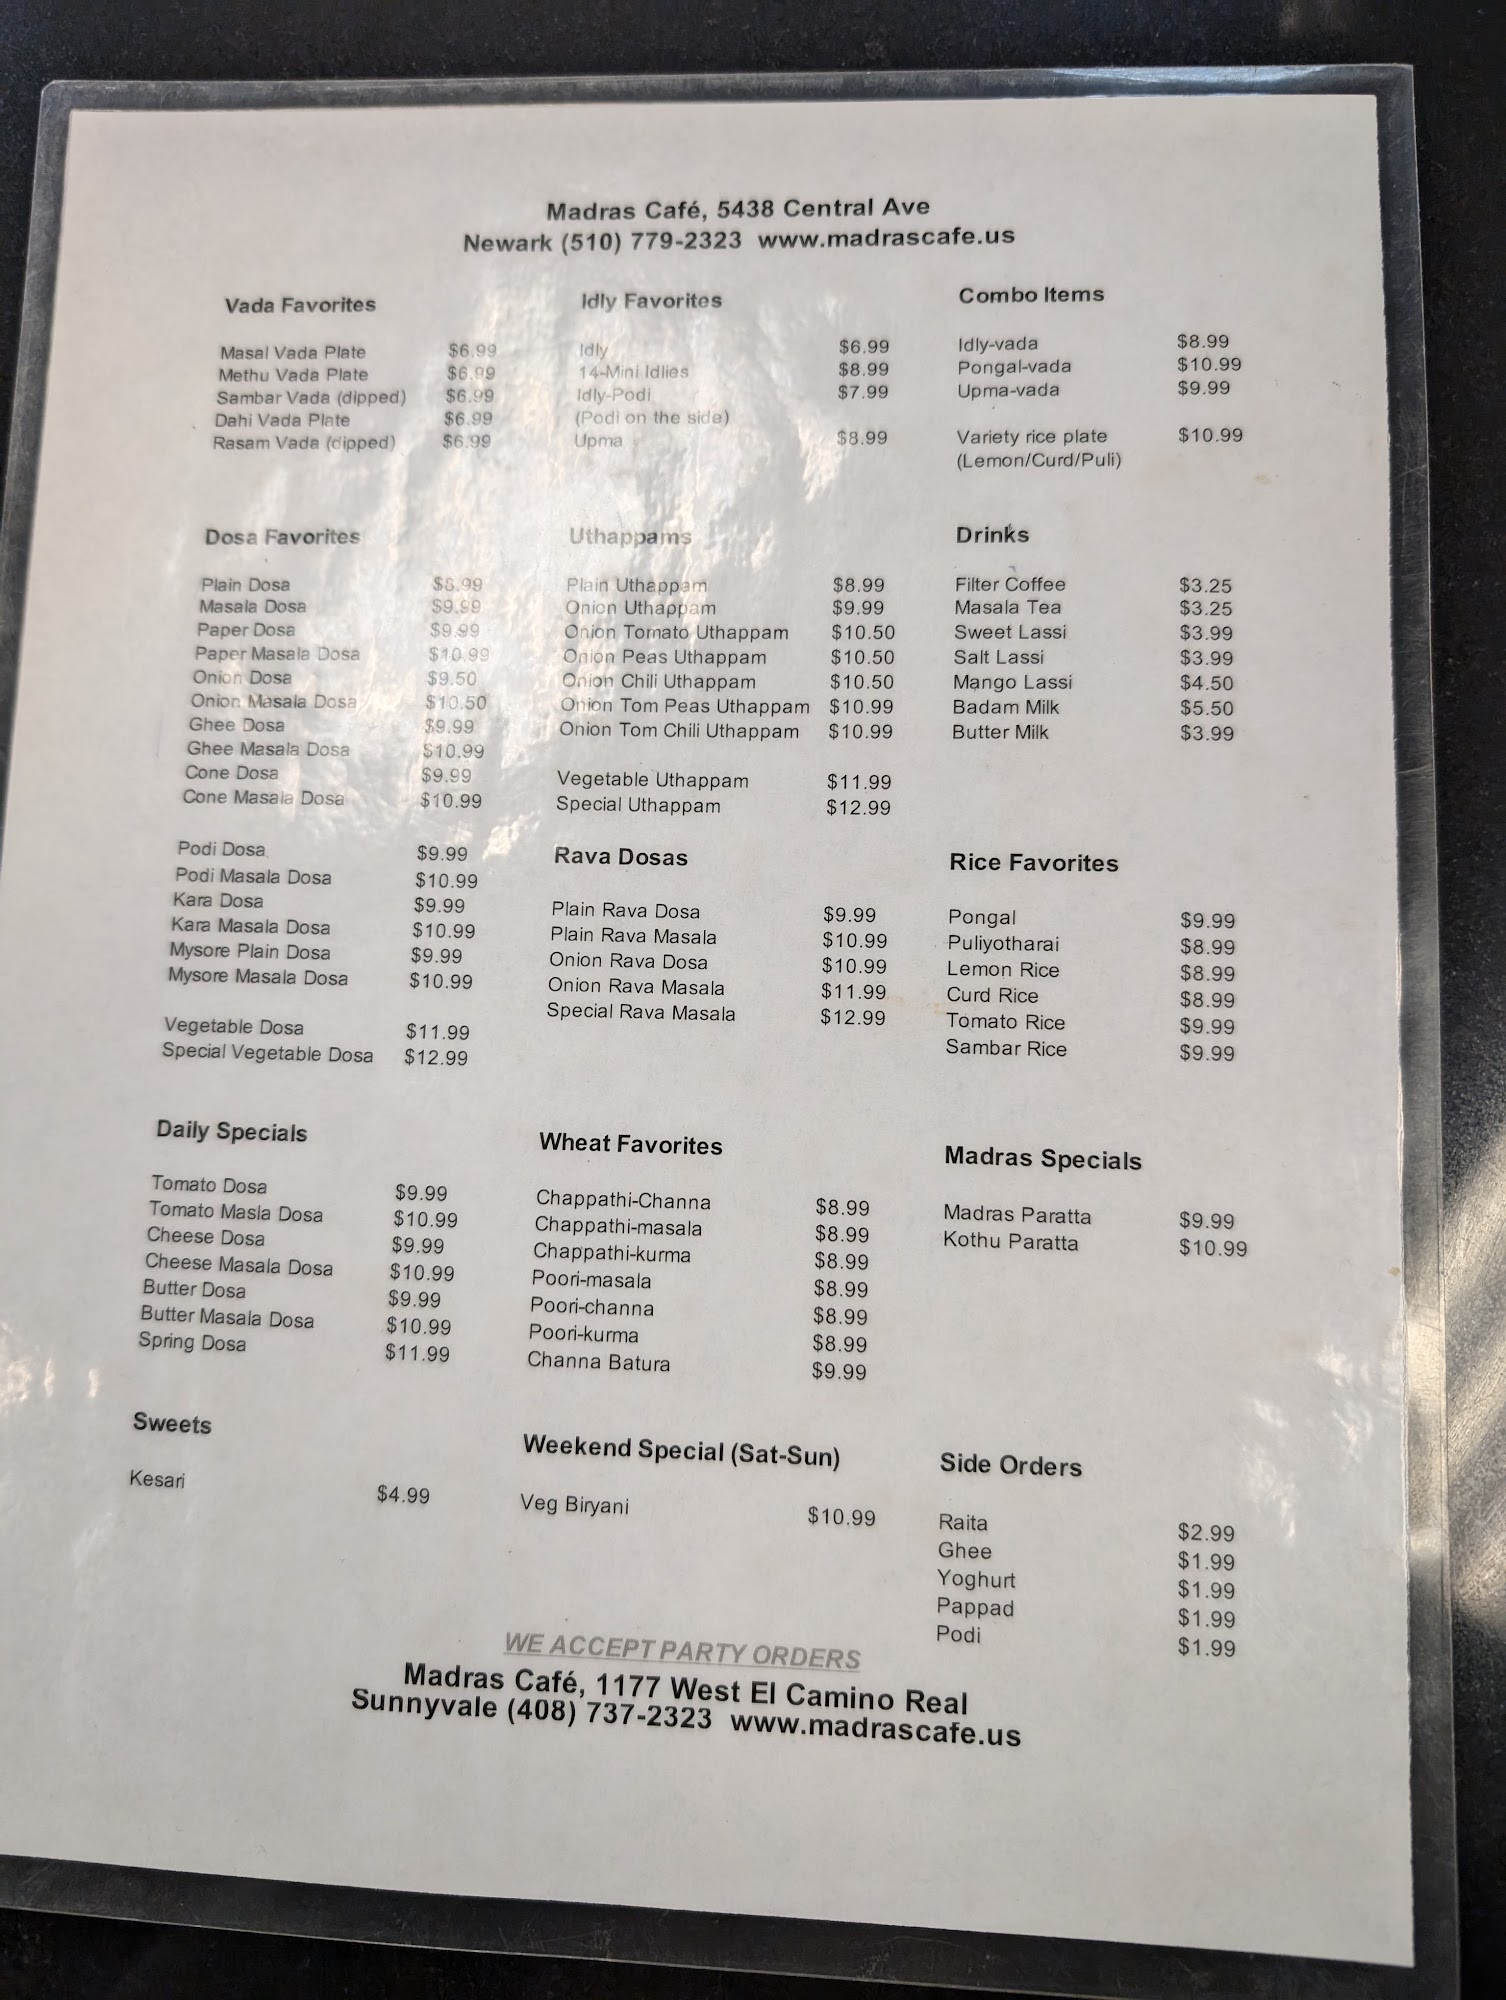 Madras Café, 5438 Central Ave
Newark (510) 779-2323 www.madrascafe.us
Vada Favorites
Masal Vada Plate $6.99
Methu Vada Plate $6.99
Sambar Vada (dipped) $6.99
Dahi Vada Plate $6.99
Rasam Vada (dipped) $6.99
Idly Favorites
Idly $6.99
14-Mini Idlies $8.99
Idly-Podi $7.99
(Podi on the side)
Upma $8.99
Combo Items
Idly-vada $8.99
Pongal-vada $10.99
Upma-vada $9.99
Variety rice plate $10.99
(Lemon/Curd/Puli)
Dosa Favorites
Plain Dosa
Masala Dosa $9.99
Paper Dosa $9.99
Paper Masala Dosa $10.99
Onion Dosa $9.50
Onion Masala Dosa $10.50
Ghee Dosa $9.99
Ghee Masala Dosa $10.99
Cone Dosa $9.99
Cone Masala Dosa $10.99
Podi Dosa $9.99
Podi Masala Dosa $10.99
Kara Dosa $9.99
Kara Masala Dosa $10.99
Mysore Plain Dosa $9.99
Mysore Masala Dosa $10.99
Vegetable Dosa $11.99
Special Vegetable Dosa $12.99
Uthappams
Plain Uthappam $8.99
Onion Uthappam $9.99
Onion Tomato Uthappam $10.50
Onion Peas Uthappam $10.50
Onion Chili Uthappam $10.50
Onion Tom Peas Uthappam $10.99
Onion Tom Chili Uthappam $10.99
Vegetable Uthappam $11.99
Special Uthappam $12.99
Drinks
Filter Coffee $3.25
Masala Tea $3.25
Sweet Lassi $3.99
Salt Lassi $3.99
Mango Lassi $4.50
Badam Milk $5.50
Butter Milk $3.99
Rava Dosas
Plain Rava Dosa $9.99
Plain Rava Masala $10.99
Onion Rava Dosa $10.99
Onion Rava Masala $11.99
Special Rava Masala $12.99
Rice Favorites
Pongal $9.99
Puliyotharai $8.99
Lemon Rice $8.99
Curd Rice $8.99
Tomato Rice $9.99
Sambar Rice $9.99
Daily Specials
Tomato Dosa $9.99
Tomato Masla Dosa $10.99
Cheese Dosa $9.99
Cheese Masala Dosa $10.99
Butter Dosa $9.99
Butter Masala Dosa $10.99
Spring Dosa $11.99
Wheat Favorites
Chappathi-Channa $8.99
Chappathi-masala $8.99
Chappathi-kurma $8.99
Poori-masala $8.99
Poori-channa $8.99
Poori-kurma $8.99
Channa Batura $9.99
Madras Specials
Madras Paratta $9.99
Kothu Paratta $10.99
Sweets
Kesari $4.99
Weekend Special (Sat-Sun)
Veg Biryani $10.99
Side Orders
Raita $2.99
Ghee $1.99
Yoghurt $1.99
Pappad $1.99
Podi $1.99
WE ACCEPT PARTY ORDERS
Madras Café, 1177 West El Camino Real
Sunnyvale (408) 737-2323 www.madrascafe.us